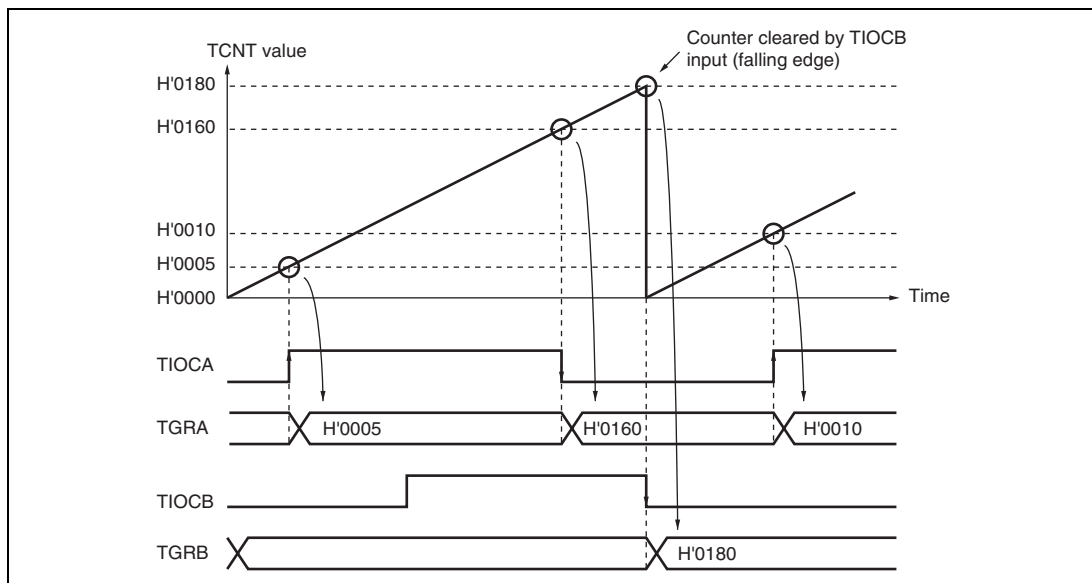 Counter cleared by TIOCB
input (falling edge)
TCNT value
H'0180
H'0160
H'0010
H'0005
H'0000
Time
TIOCA
TGRA
H'0005
H'0160
H'0010
TIOCB
TGRB
H'0180